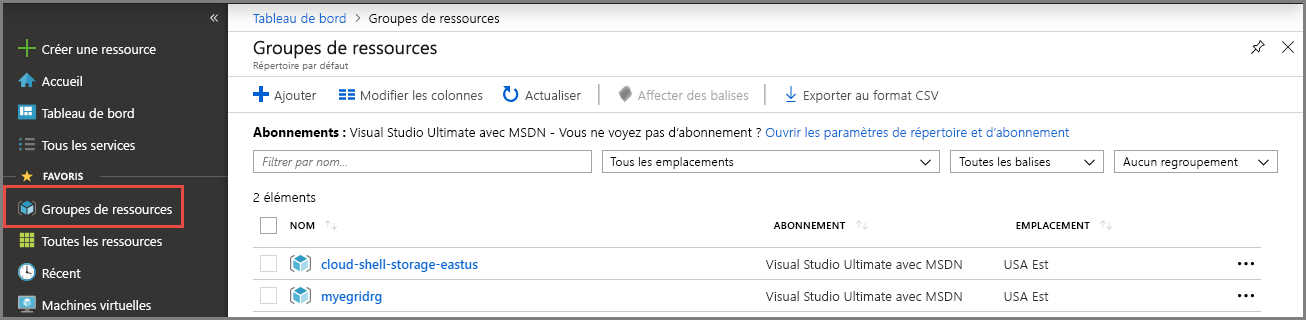 «
Créer une ressource
Accueil
Tableau de bord
Tous les services
FAVORIS
Groupes de ressources
Toutes les ressources
Récent
Machines virtuelles
Tableau de bord > Groupes de ressources
Groupes de ressources
Répertoire par défaut
Ajouter Modifier les colonnes Actualiser Affecter des balises Exporter au format CSV
Abonnements : Visual Studio Ultimate avec MSDN - Vous ne voyez pas d'abonnement ? Ouvrir les paramètres de répertoire et d'abonnement
Filtrer par nom... Tous les emplacements Toutes les balises Aucun regroupement
2 éléments
NOM ABONNEMENT EMPLACEMENT
cloud-shell-storage-eastus Visual Studio Ultimate avec MSDN USA Est
myegridrg Visual Studio Ultimate avec MSDN USA Est